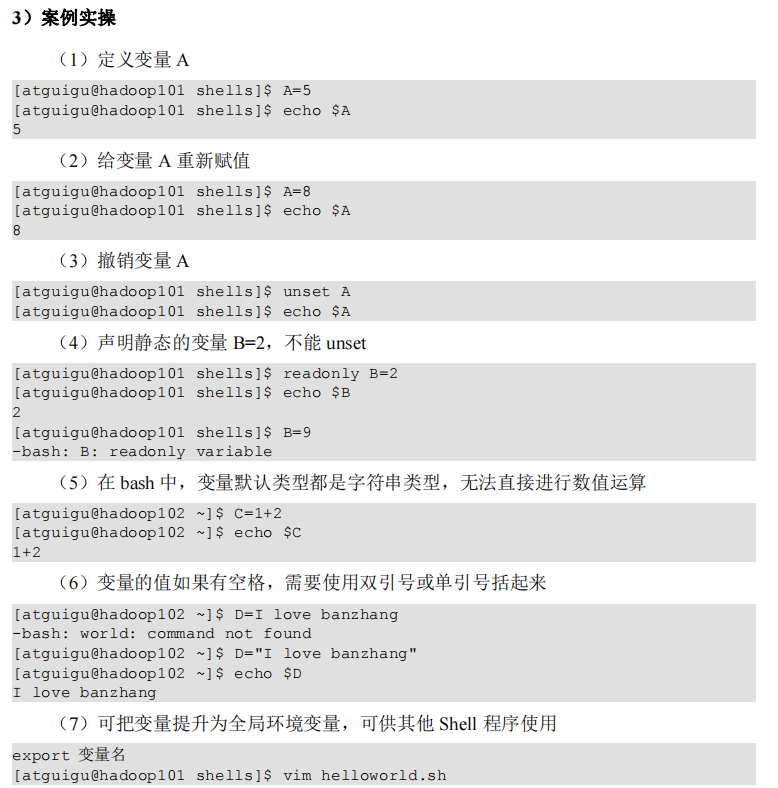 3）案例实操
（1）定义变量 A
[atguigu@hadoop101 shells]$ A=5
[atguigu@hadoop101 shells]$ echo $A
5
（2）给变量 A 重新赋值
[atguigu@hadoop101 shells]$ A=8
[atguigu@hadoop101 shells]$ echo $A
8
（3）撤销变量 A
[atguigu@hadoop101 shells]$ unset A
[atguigu@hadoop101 shells]$ echo $A
（4）声明静态的变量 B=2，不能 unset
[atguigu@hadoop101 shells]$ readonly B=2
[atguigu@hadoop101 shells]$ echo $B
2
[atguigu@hadoop101 shells]$ B=9
-bash: B: readonly variable
（5）在 bash 中，变量默认类型都是字符串类型，无法直接进行数值运算
[atguigu@hadoop102 ~]$ C=1+2
[atguigu@hadoop102 ~]$ echo $C
1+2
（6）变量的值如果有空格，需要使用双引号或单引号括起来
[atguigu@hadoop102 ~]$ D=I love banzhang
-bash: world: command not found
[atguigu@hadoop102 ~]$ D="I love banzhang"
[atguigu@hadoop102 ~]$ echo $D
I love banzhang
（7）可把变量提升为全局环境变量，可供其他 Shell 程序使用
export 变量名
[atguigu@hadoop101 shells]$ vim helloworld.sh